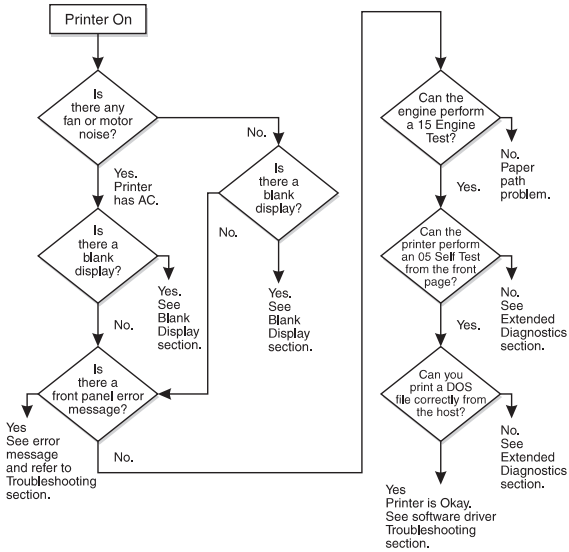 Printer On
Is
there any
fan or motor
noise?
No.
Yes.
Printer
has AC.
Is
there a
blank
display?
No.
Yes.
See
Blank
Display
section.
Is
there a
blank
display?
Yes.
See
Blank
Display
section.
No.
Is
there a
front panel error
message?
Yes
See error
message
and refer to
Troubleshooting
section.
No.
Can the
engine perform
a 15 Engine
Test?
No.
Paper
path
problem.
Yes.
Can the
printer perform
an 05 Self Test
from the front
page?
No.
See
Extended
Diagnostics
section.
Yes.
Can you
print a DOS
file correctly from
the host?
No.
See
Extended
Diagnostics
section.
Yes
Printer is Okay.
See software driver
Troubleshooting
section.